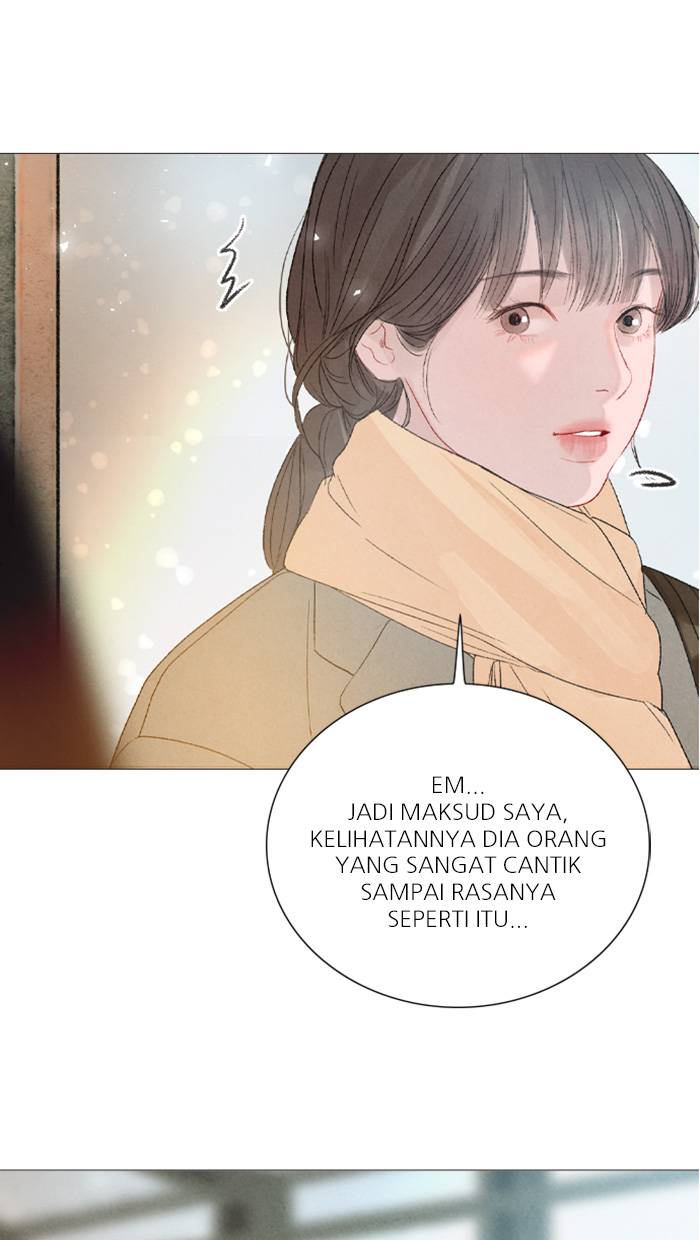 EM...
JADI MAKSUD SAYA,
KELIHATANNYA DIA ORANG
YANG SANGAT CANTIK
SAMPAI RASANYA
SEPERTI ITU...